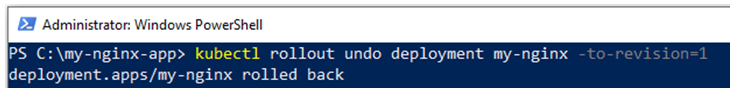 Administrator: Windows PowerShell
PS C:\my-nginx-app> kubectl rollout undo deployment my-nginx -to-revision=1
deployment.apps/my-nginx rolled back